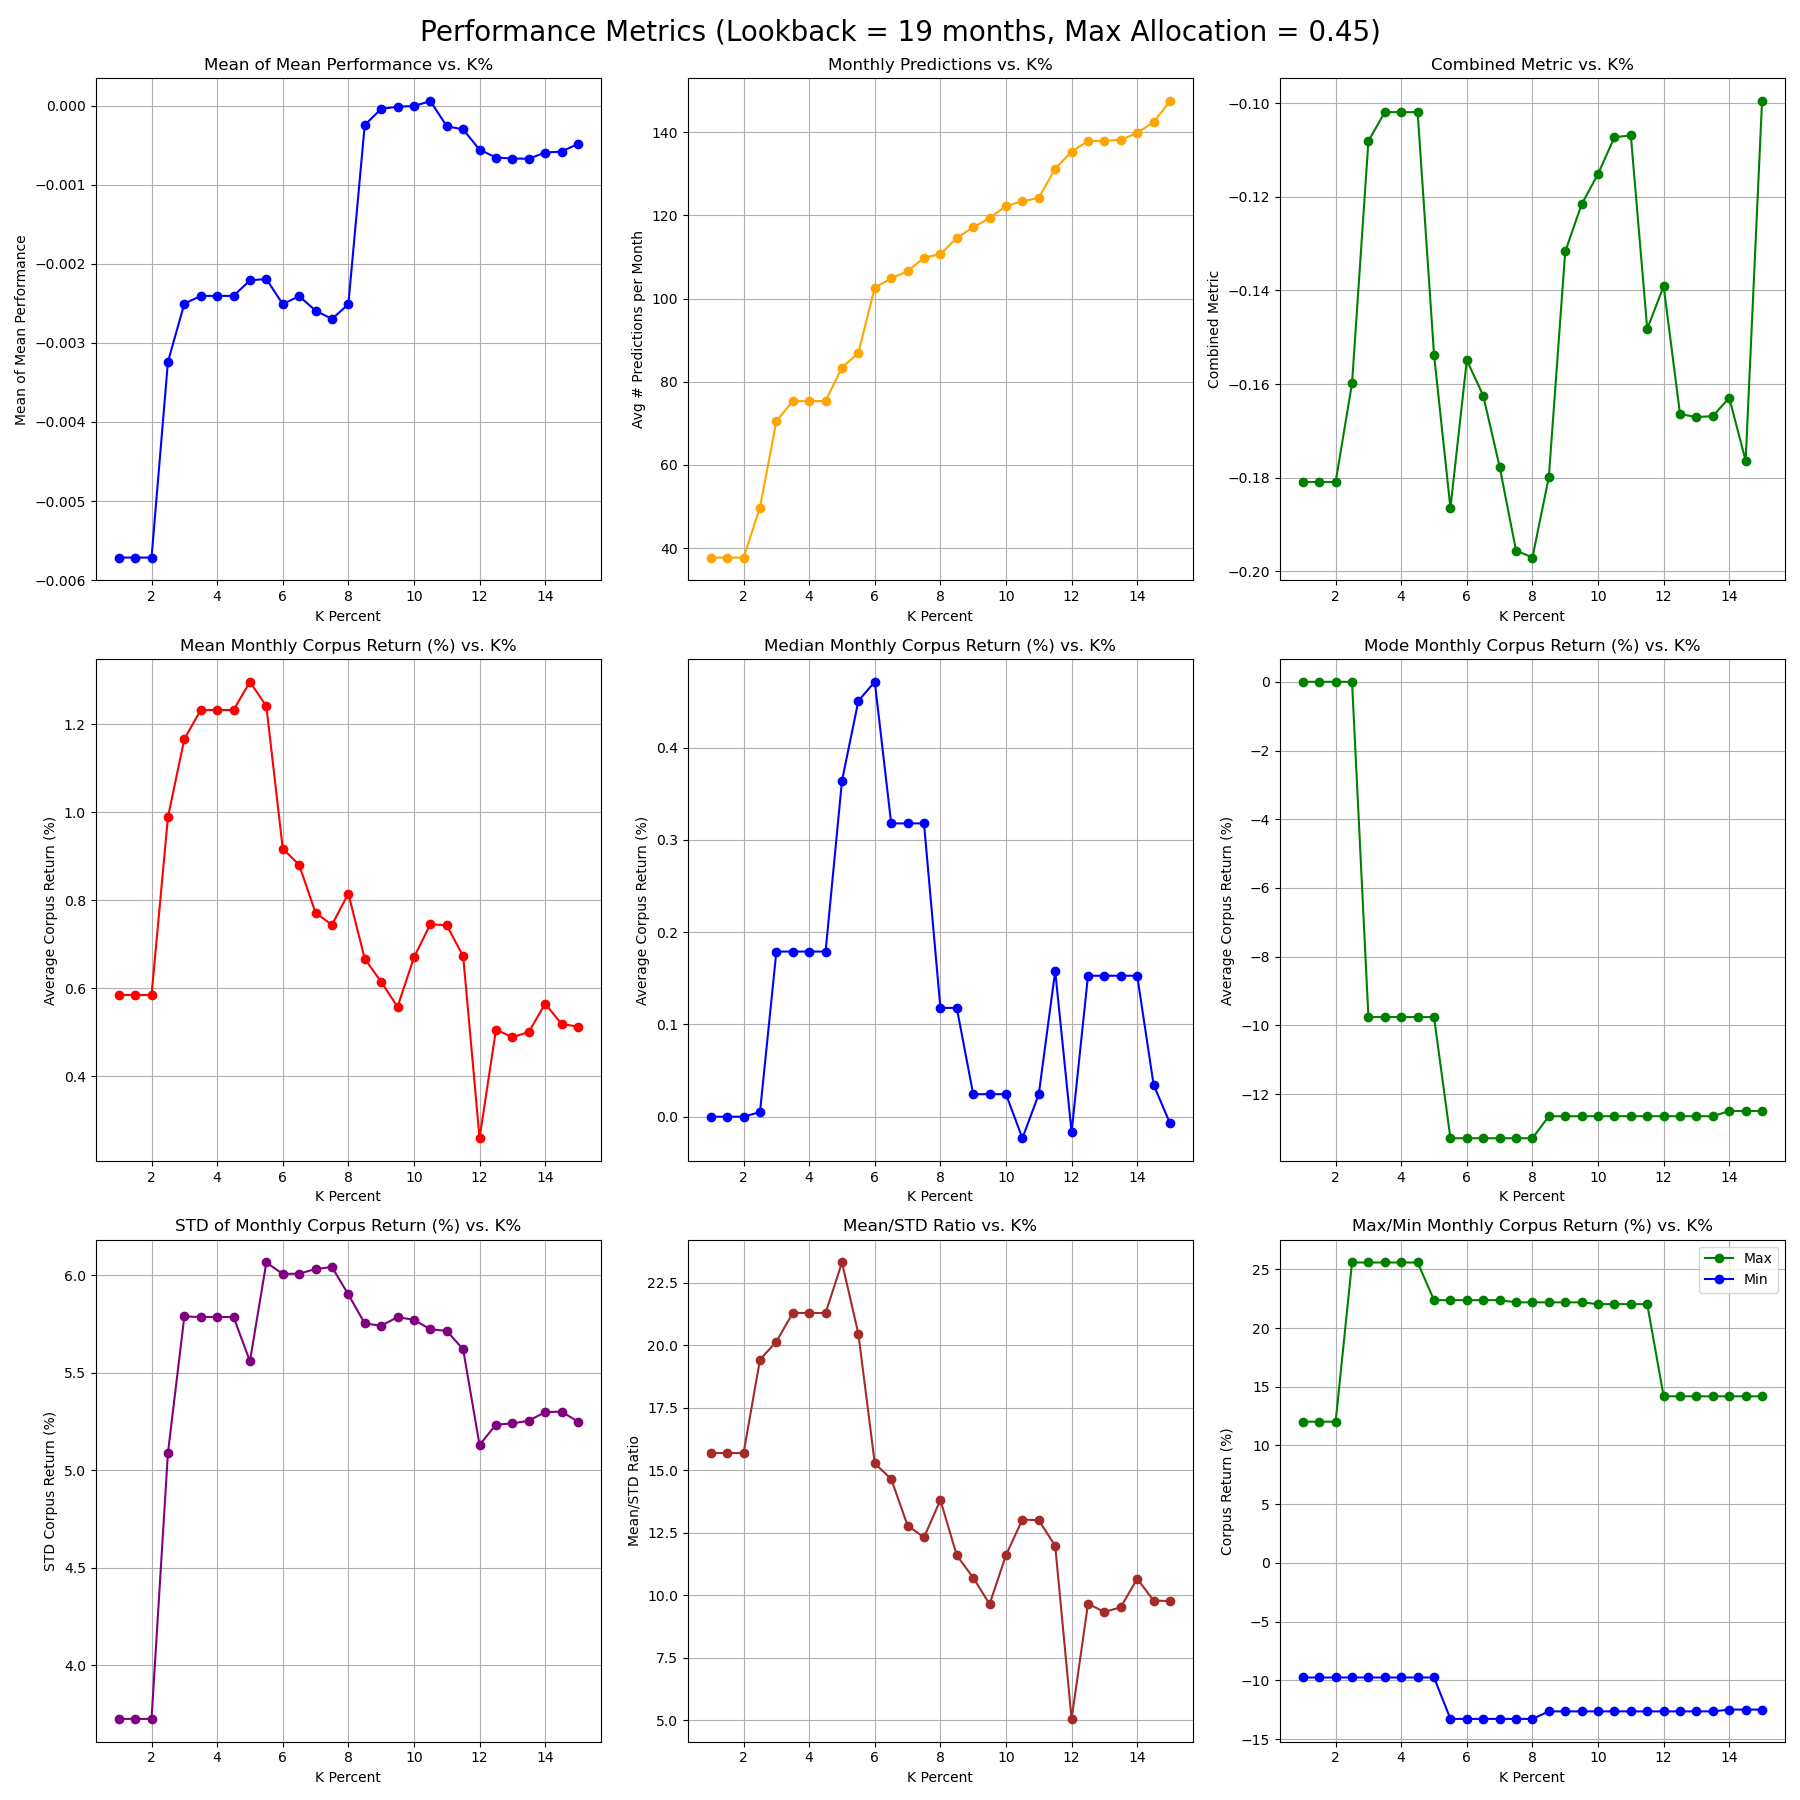 Performance Metrics (Lookback = 19 months, Max Allocation = 0.45)
Mean of Mean Performance vs. K%
Mean of Mean Performance
0.000
−0.001
−0.002
−0.003
−0.004
−0.005
−0.006
2 4 6 8 10 12 14
K Percent
Monthly Predictions vs. K%
Avg # Predictions per Month
140
120
100
80
60
40
2 4 6 8 10 12 14
K Percent
Combined Metric vs. K%
Combined Metric
−0.10
−0.12
−0.14
−0.16
−0.18
−0.20
2 4 6 8 10 12 14
K Percent
Mean Monthly Corpus Return (%) vs. K%
Average Corpus Return (%)
1.2
1.0
0.8
0.6
0.4
2 4 6 8 10 12 14
K Percent
Median Monthly Corpus Return (%) vs. K%
Average Corpus Return (%)
0.4
0.3
0.2
0.1
0.0
2 4 6 8 10 12 14
K Percent
Mode Monthly Corpus Return (%) vs. K%
Average Corpus Return (%)
0
−2
−4
−6
−8
−10
−12
2 4 6 8 10 12 14
K Percent
STD of Monthly Corpus Return (%) vs. K%
STD Corpus Return (%)
6.0
5.5
5.0
4.5
4.0
2 4 6 8 10 12 14
K Percent
Mean/STD Ratio vs. K%
Mean/STD Ratio
22.5
20.0
17.5
15.0
12.5
10.0
7.5
5.0
2 4 6 8 10 12 14
K Percent
Max/Min Monthly Corpus Return (%) vs. K%
Corpus Return (%)
Max
Min
25
20
15
10
5
0
−5
−10
−15
2 4 6 8 10 12 14
K Percent